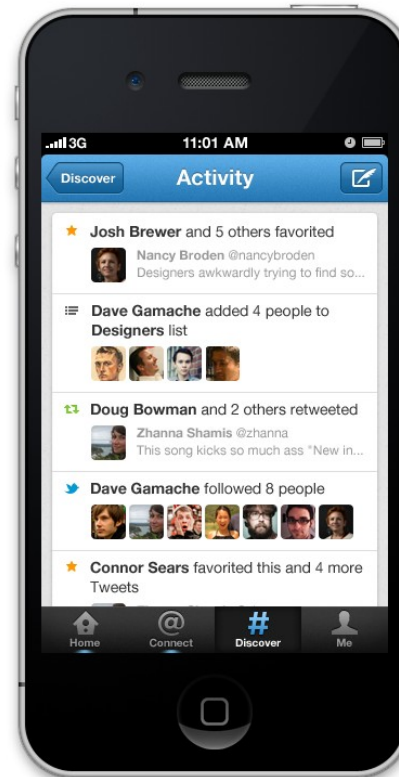 3G 11:01 AM
Discover Activity
Josh Brewer and 5 others favorited
Nancy Broden @nancybroden
Designers awkwardly trying to find so...
Dave Gamache added 4 people to
Designers list
Doug Bowman and 2 others retweeted
Zhanna Shamis @zhanna
This song kicks so much ass "New in...
Dave Gamache followed 8 people
Connor Sears favorited this and 4 more
Tweets
Home @ Connect # Discover Me